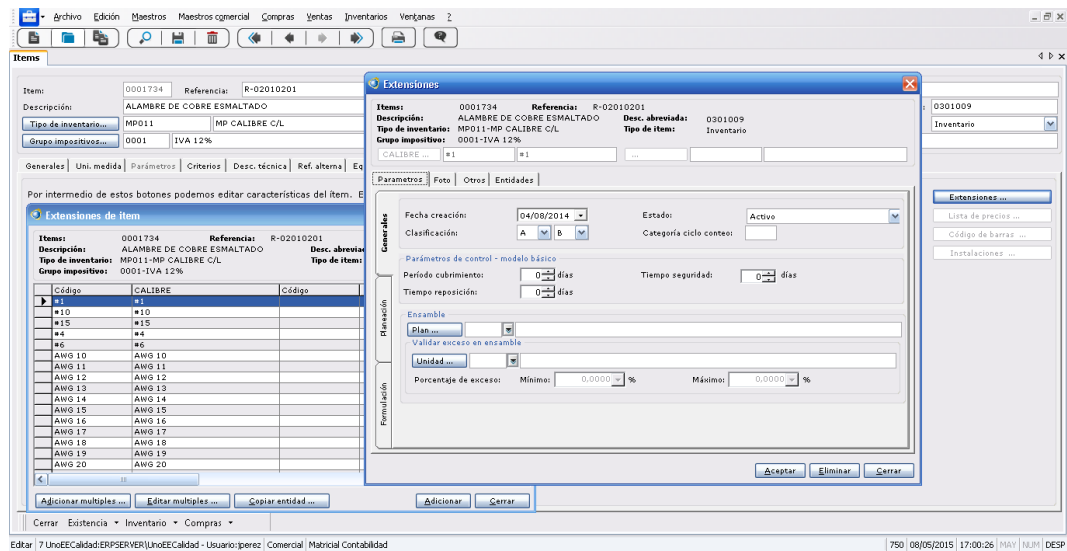 Archivo Edición Maestros Maestros comercial Compras Ventas Inventarios Ventanas ?
Items
Item: 0001734 Referencia: R-02010201
Descripción: ALAMBRE DE COBRE ESMALTADO : 0301009
Tipo de inventario... MP011 MP CALIBRE C/L Inventario
Grupo impositivos... 0001 IVA 12%
Generales Uni. medida Parámetros Criterios Desc. técnica Ref. alterna Eq
Por intermedio de estos botones podemos editar características del ítem. E
Extensiones ...
Lista de precios ...
Código de barras ...
Instalaciones ...
Extensiones de item
Items: 0001734 Referencia: R-02010201
Descripción: ALAMBRE DE COBRE ESMALTADO Desc. abrevia
Tipo de inventario: MP011-MP CALIBRE C/L Tipo de item:
Grupo impositivo: 0001-IVA 12%
Código CALIBRE Código
#1 #1
#10 #10
#15 #15
#4 #4
#6 #6
AWG 10 AWG 10
AWG 11 AWG 11
AWG 12 AWG 12
AWG 13 AWG 13
AWG 14 AWG 14
AWG 15 AWG 15
AWG 16 AWG 16
AWG 17 AWG 17
AWG 18 AWG 18
AWG 19 AWG 19
AWG 20 AWG 20
Adicionar multiples ... Editar multiples ... Copiar entidad ... Adicionar Cerrar
Extensiones
Items: 0001734 Referencia: R-02010201
Descripción: ALAMBRE DE COBRE ESMALTADO Desc. abreviada: 0301009
Tipo de inventario: MP011-MP CALIBRE C/L Tipo de item: Inventario
Grupo impositivo: 0001-IVA 12%
CALIBRE ... #1 #1 ...
Parametros Foto Otros Entidades
Generales
Planeación
Formulación
Fecha creación: 04/08/2014 Estado: Activo
Clasificación: A B Categoría ciclo conteo:
Parámetros de control - modelo básico
Período cubrimiento: 0 días Tiempo seguridad: 0 días
Tiempo reposición: 0 días
Ensamble
Plan ...
Validar exceso en ensamble
Unidad ...
Porcentaje de exceso: Mínimo: 0,0000 % Máximo: 0,0000 %
Aceptar Eliminar Cerrar
Cerrar Existencia Inventario Compras
Editar 7 UnoEECalidad:ERPSERVER|UnoEECalidad - Usuario:jperez Comercial Matricial Contabilidad 750 08/05/2015 17:00:26 MAY NUM DESP